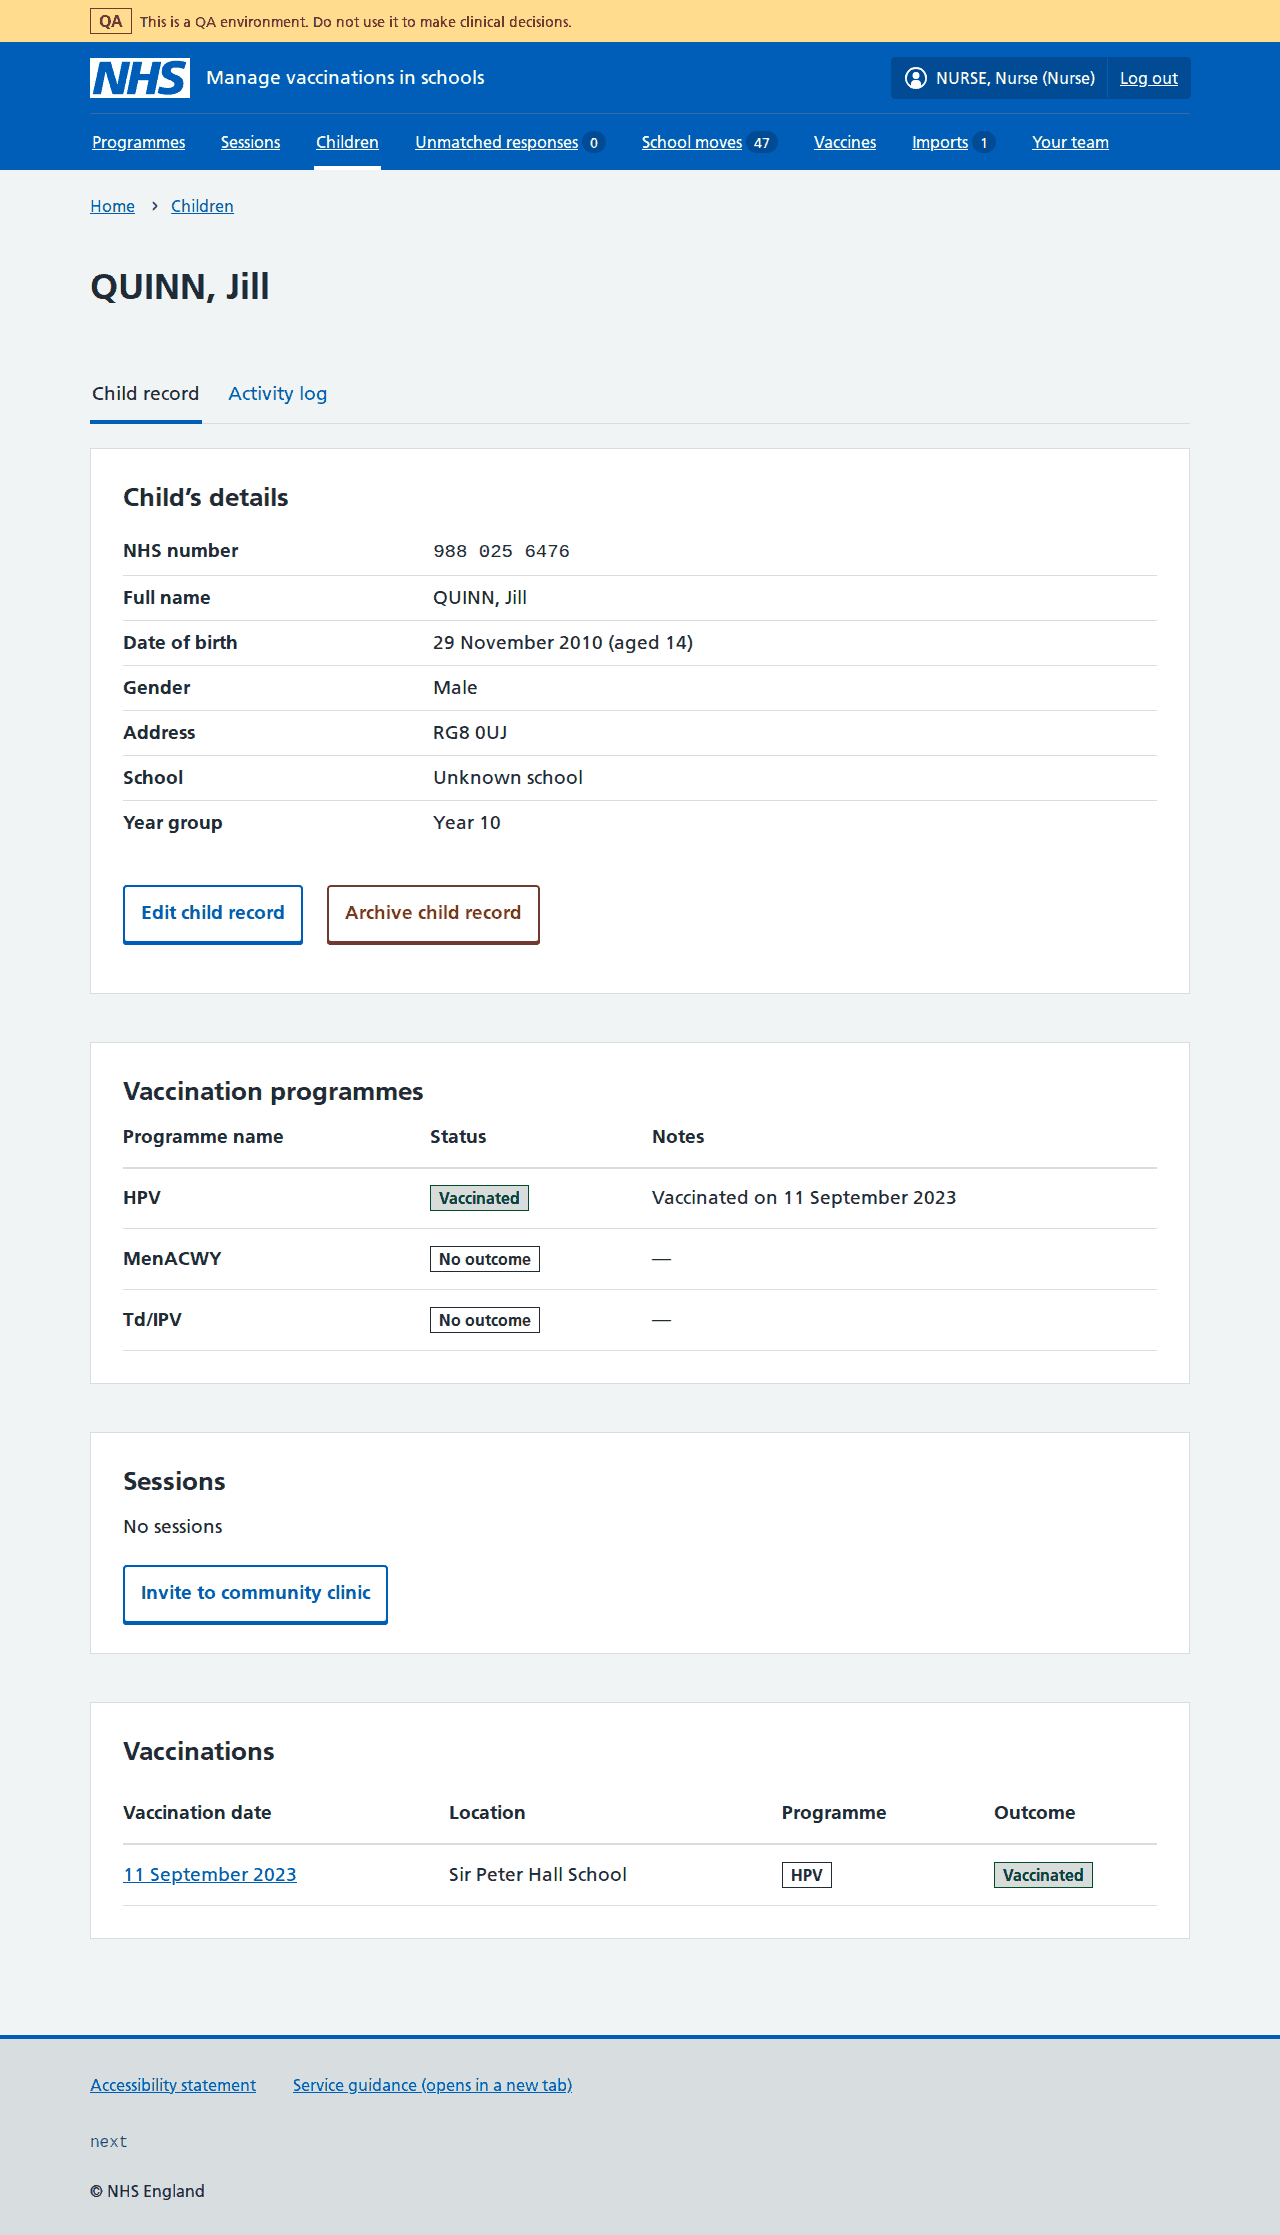 QA This is a QA environment. Do not use it to make clinical decisions.
NHS Manage vaccinations in schools
NURSE, Nurse (Nurse) Log out
Programmes Sessions Children Unmatched responses 0 School moves 47 Vaccines Imports 1 Your team
Home Children
QUINN, Jill
Child record Activity log
Child’s details
NHS number 988 025 6476
Full name QUINN, Jill
Date of birth 29 November 2010 (aged 14)
Gender Male
Address RG8 0UJ
School Unknown school
Year group Year 10
Edit child record Archive child record
Vaccination programmes
Programme name Status Notes
HPV Vaccinated Vaccinated on 11 September 2023
MenACWY No outcome —
Td/IPV No outcome —
Sessions
No sessions
Invite to community clinic
Vaccinations
Vaccination date Location Programme Outcome
11 September 2023 Sir Peter Hall School HPV Vaccinated
Accessibility statement Service guidance (opens in a new tab)
next
© NHS England